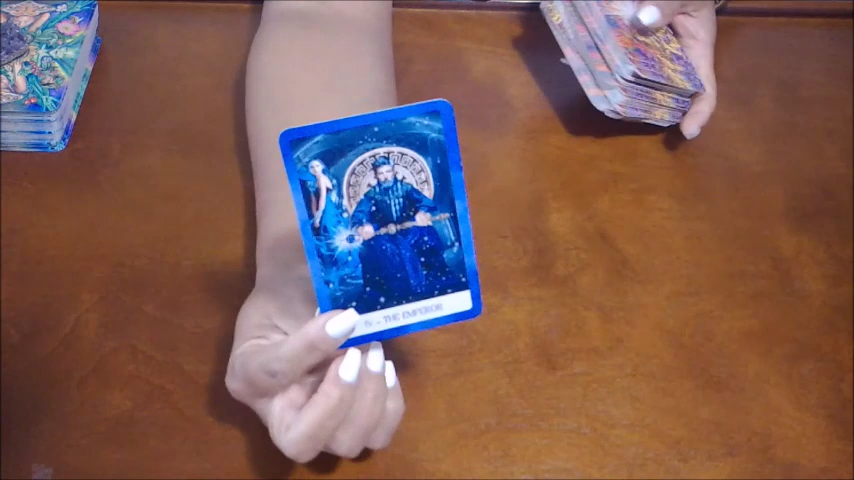 IV . THE EMPEROR